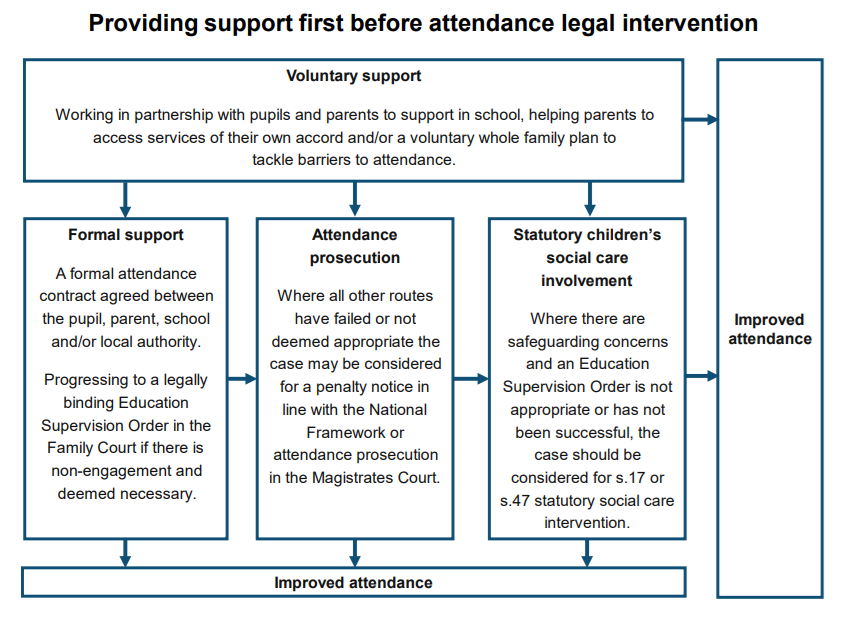 Providing support first before attendance legal intervention
Voluntary support
Working in partnership with pupils and parents to support in school, helping parents to
access services of their own accord and/or a voluntary whole family plan to
tackle barriers to attendance.
Formal support
A formal attendance
contract agreed between
the pupil, parent, school
and/or local authority.
Progressing to a legally
binding Education
Supervision Order in the
Family Court if there is
non-engagement and
deemed necessary.
Attendance
prosecution
Where all other routes
have failed or not
deemed appropriate the
case may be considered
for a penalty notice in
line with the National
Framework or
attendance prosecution
in the Magistrates Court.
Statutory children’s
social care
involvement
Where there are
safeguarding concerns
and an Education
Supervision Order is not
appropriate or has not
been successful, the
case should be
considered for s.17 or
s.47 statutory social care
intervention.
Improved
attendance
Improved attendance